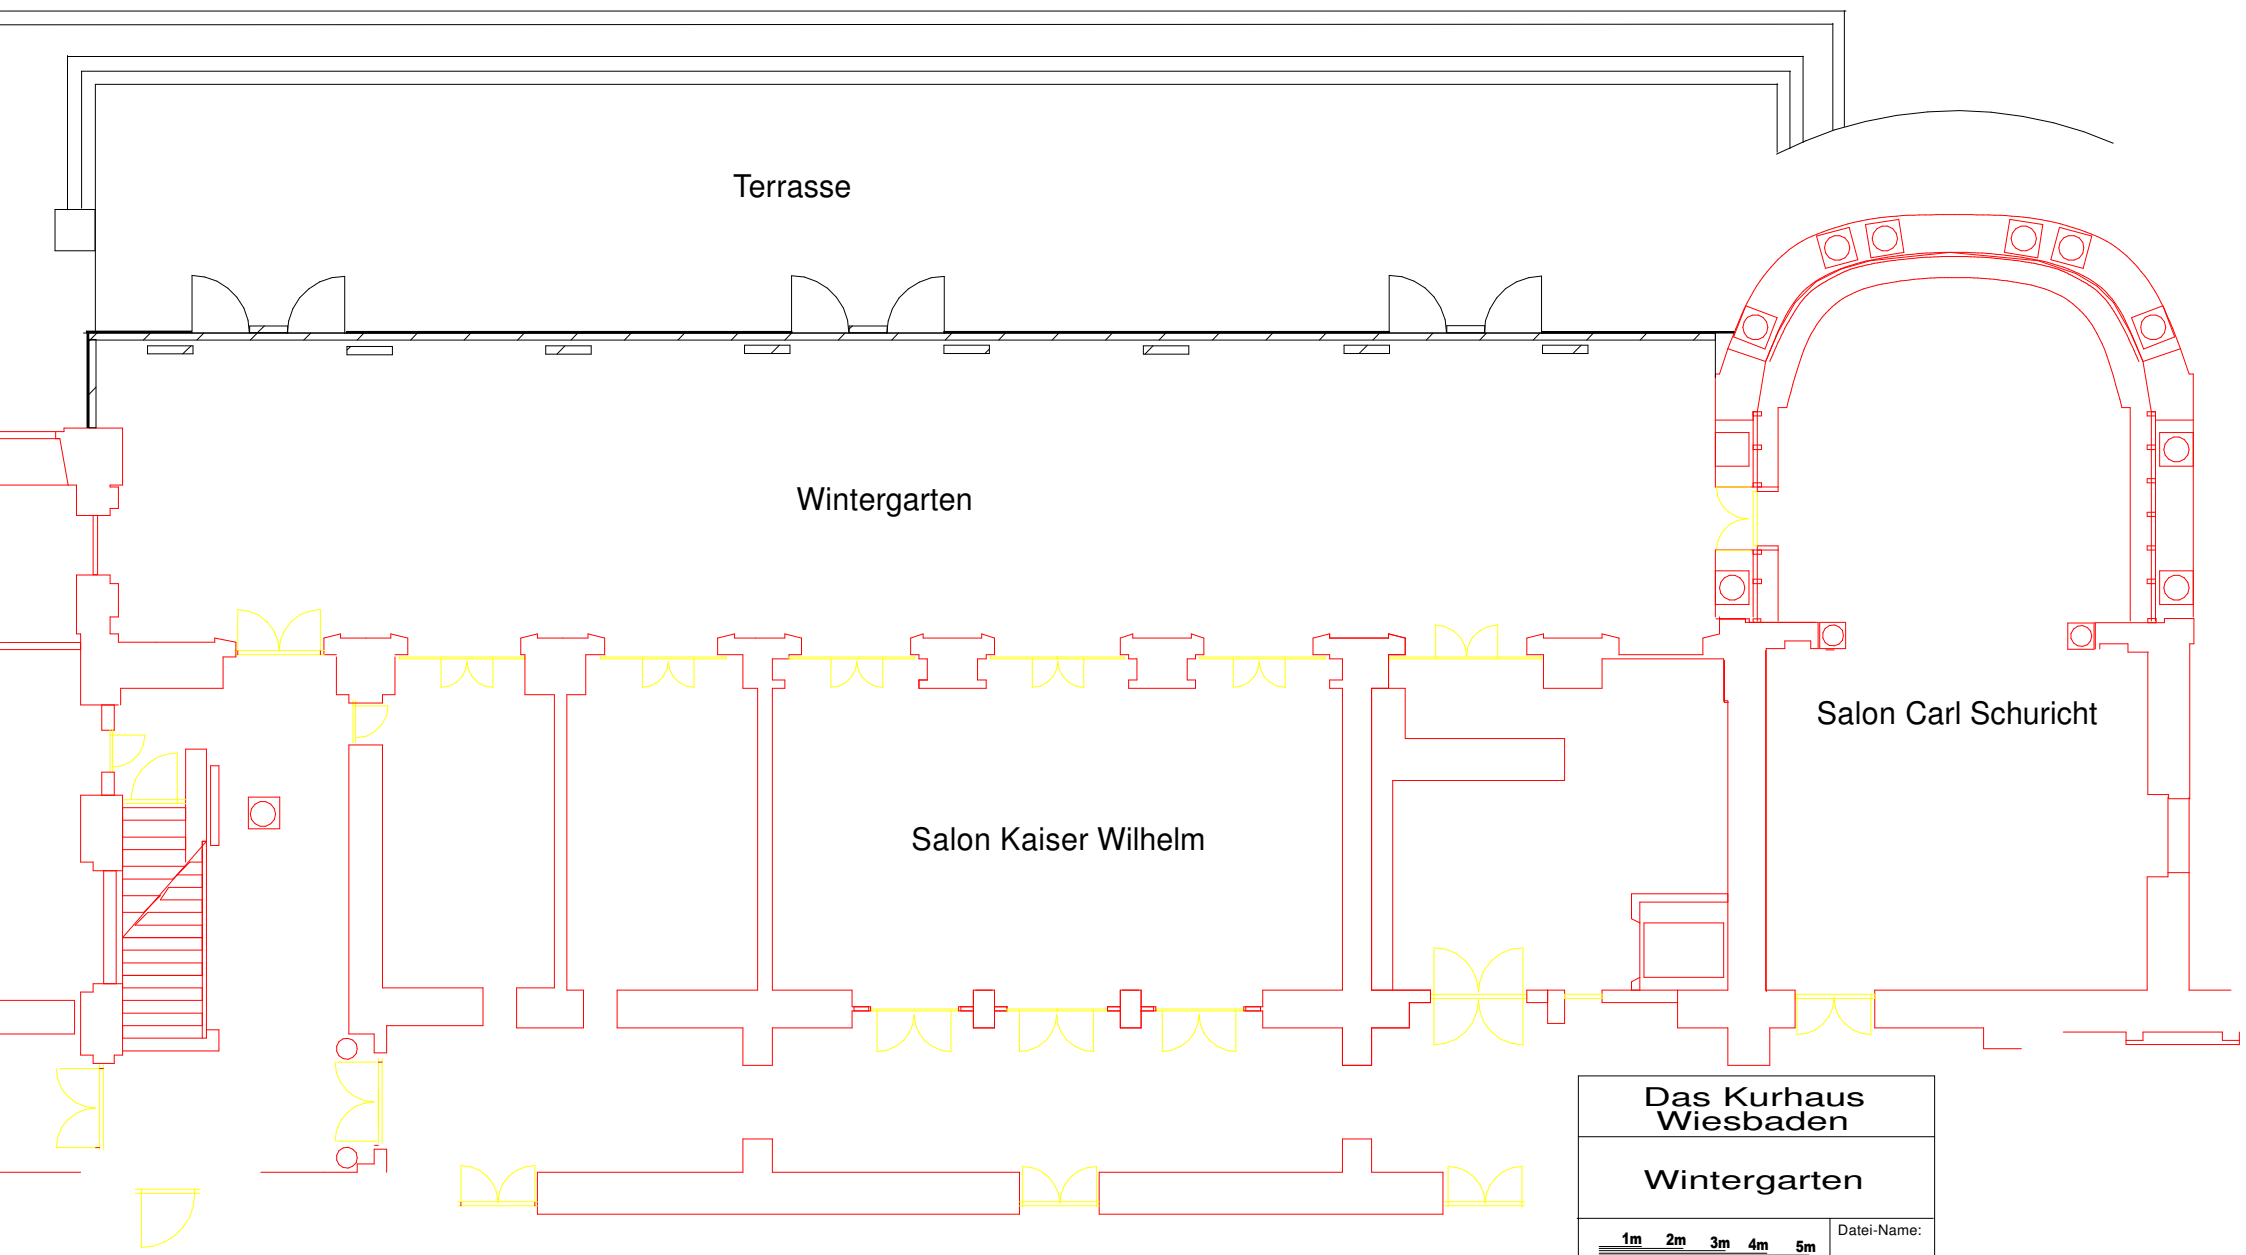 Terrasse
Wintergarten
Salon Carl Schuricht
Salon Kaiser Wilhelm
Das Kurhaus
Wiesbaden
Wintergarten
Datei-Name:
1m 2m 3m 4m 5m